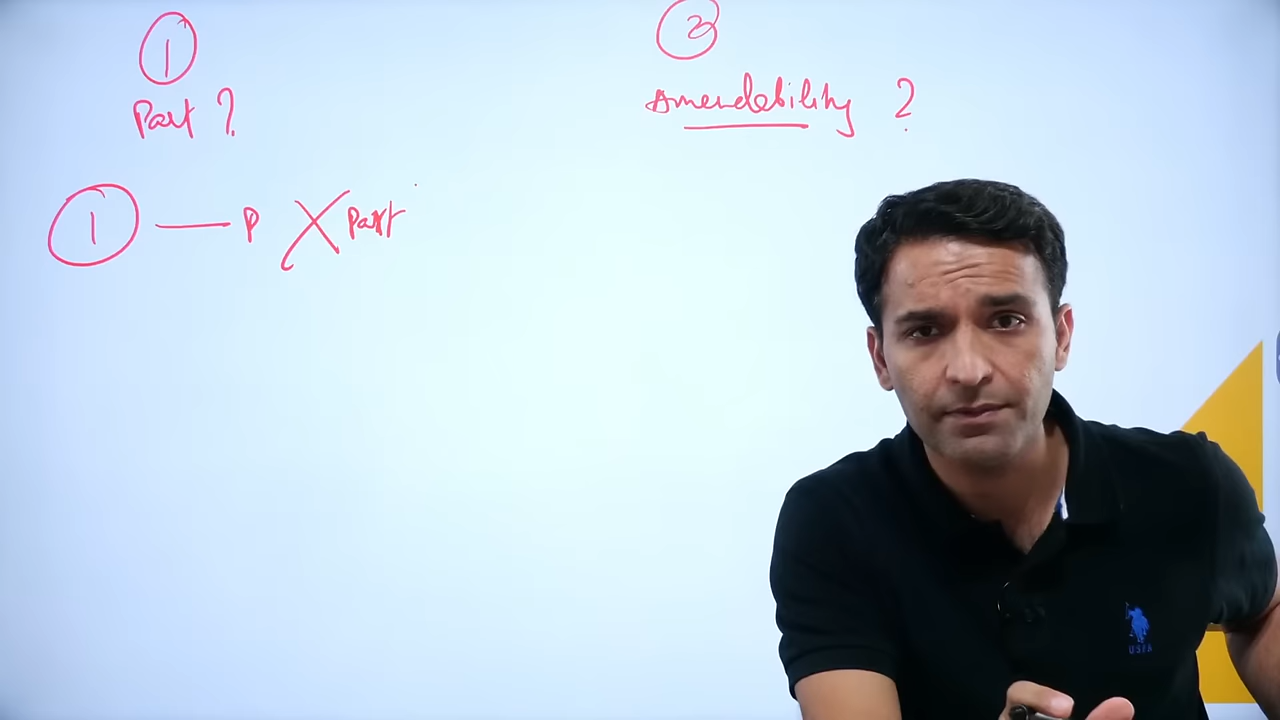 1
Part ?
2
Amendability ?
1 — P X Part
USPA